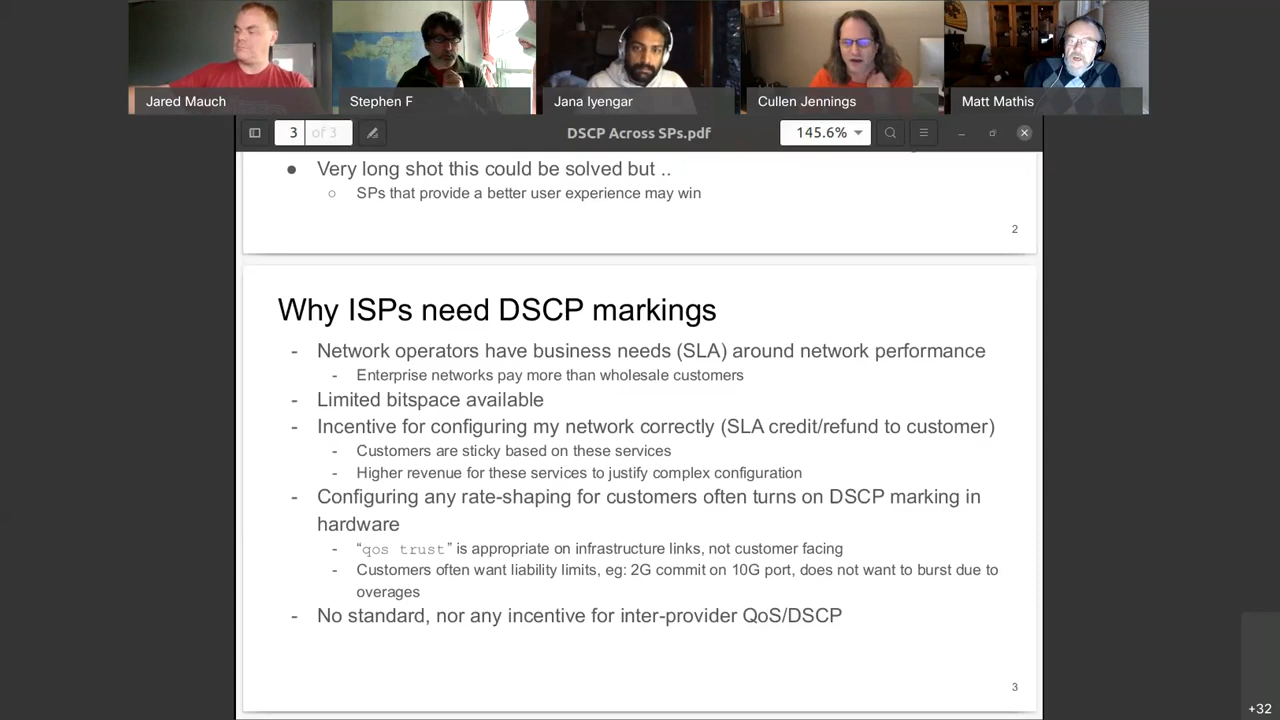 Jared Mauch
Stephen F
Jana Iyengar
Cullen Jennings
Matt Mathis
3 of 3
DSCP Across SPs.pdf
145.6%
● Very long shot this could be solved but ..
○ SPs that provide a better user experience may win
2
Why ISPs need DSCP markings
- Network operators have business needs (SLA) around network performance
- Enterprise networks pay more than wholesale customers
- Limited bitspace available
- Incentive for configuring my network correctly (SLA credit/refund to customer)
- Customers are sticky based on these services
- Higher revenue for these services to justify complex configuration
- Configuring any rate-shaping for customers often turns on DSCP marking in
hardware
- “qos trust” is appropriate on infrastructure links, not customer facing
- Customers often want liability limits, eg: 2G commit on 10G port, does not want to burst due to
overages
- No standard, nor any incentive for inter-provider QoS/DSCP
3
+32